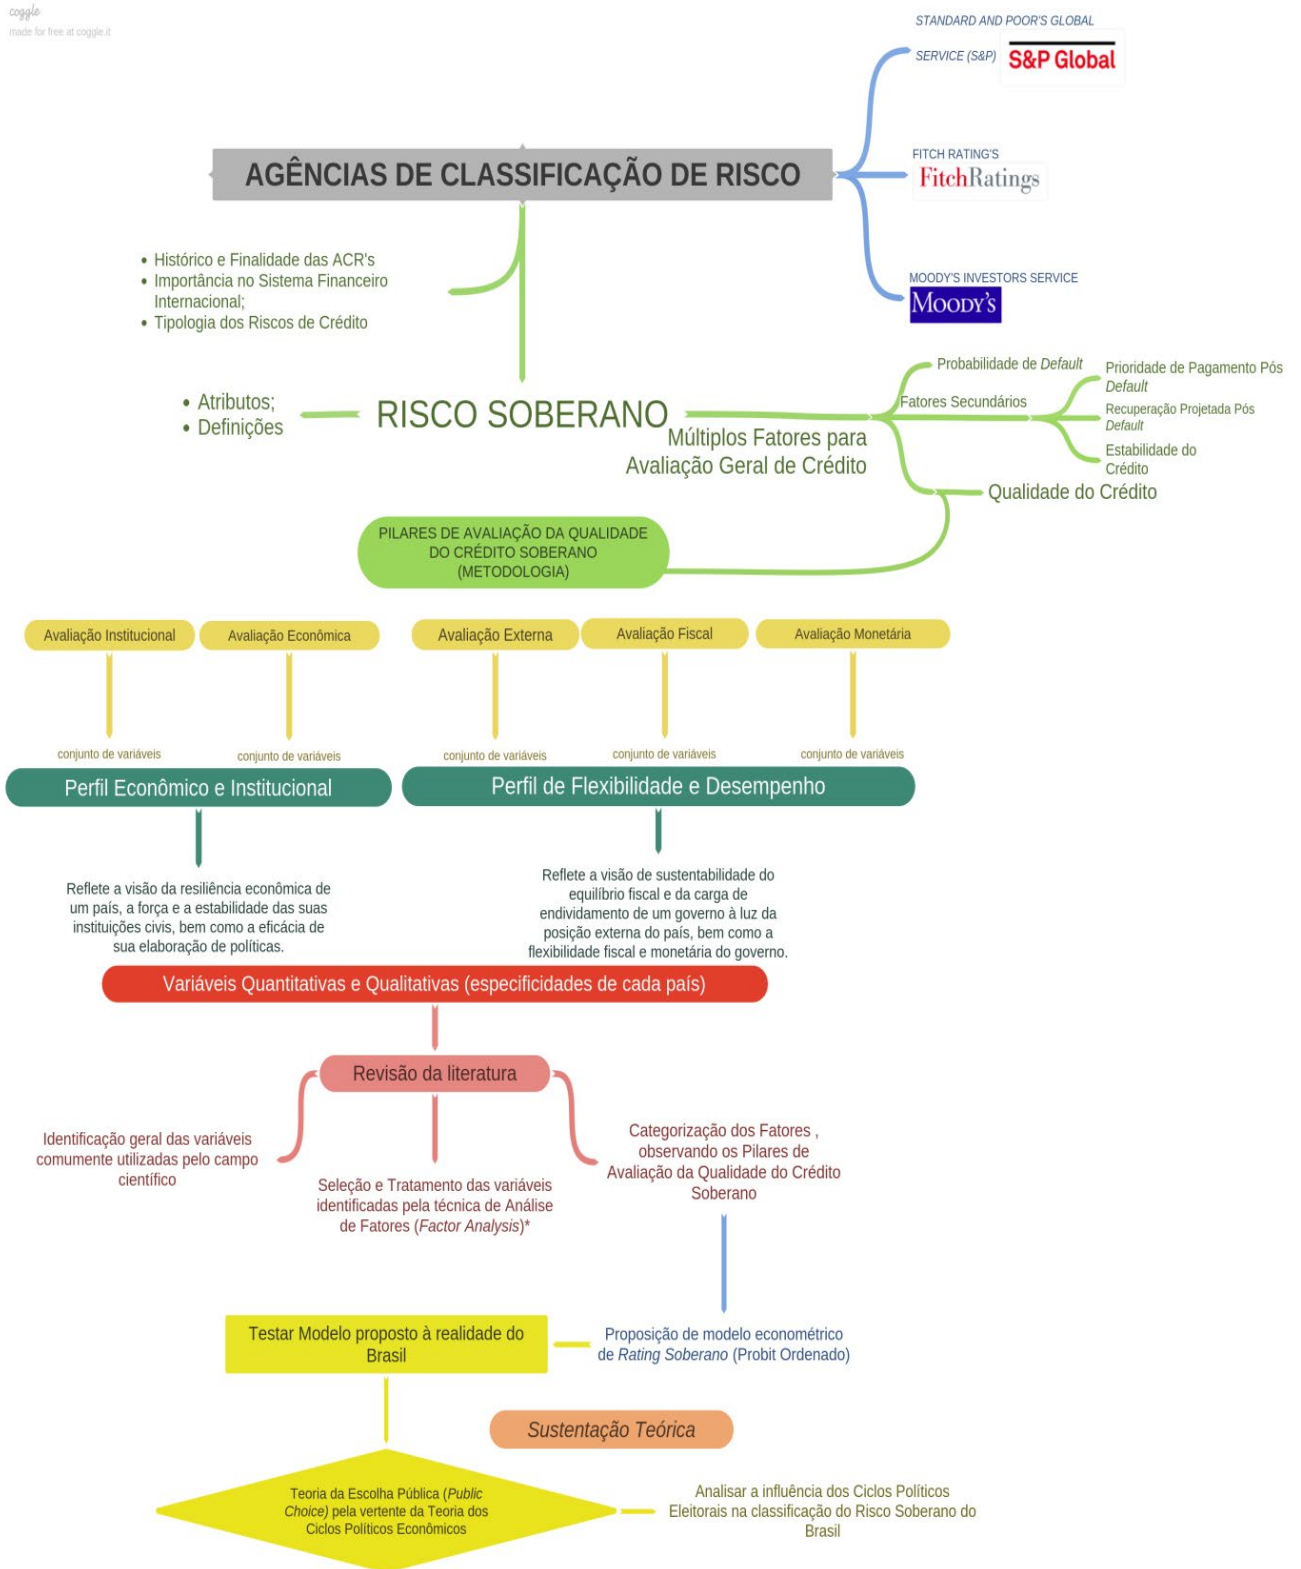 coggle
made for free at coggle.it
STANDARD AND POOR'S GLOBAL
SERVICE (S&P)
S&P Global
AGÊNCIAS DE CLASSIFICAÇÃO DE RISCO
FITCH RATING'S
FitchRatings
MOODY'S INVESTORS SERVICE
MOODY'S
• Histórico e Finalidade das ACR's
• Importância no Sistema Financeiro
Internacional;
• Tipologia dos Riscos de Crédito
• Atributos;
• Definições
RISCO SOBERANO
Múltiplos Fatores para
Avaliação Geral de Crédito
Probabilidade de Default
Fatores Secundários
Prioridade de Pagamento Pós
Default
Recuperação Projetada Pós
Default
Estabilidade do
Crédito
Qualidade do Crédito
PILARES DE AVALIAÇÃO DA QUALIDADE
DO CRÉDITO SOBERANO
(METODOLOGIA)
Avaliação Institucional
Avaliação Econômica
Avaliação Externa
Avaliação Fiscal
Avaliação Monetária
conjunto de variáveis
conjunto de variáveis
conjunto de variáveis
conjunto de variáveis
conjunto de variáveis
Perfil Econômico e Institucional
Perfil de Flexibilidade e Desempenho
Reflete a visão da resiliência econômica de
um país, a força e a estabilidade das suas
instituições civis, bem como a eficácia de
sua elaboração de políticas.
Reflete a visão de sustentabilidade do
equilíbrio fiscal e da carga de
endividamento de um governo à luz da
posição externa do país, bem como a
flexibilidade fiscal e monetária do governo.
Variáveis Quantitativas e Qualitativas (especificidades de cada país)
Revisão da literatura
Identificação geral das variáveis
comumente utilizadas pelo campo
científico
Seleção e Tratamento das variáveis
identificadas pela técnica de Análise
de Fatores (Factor Analysis)*
Categorização dos Fatores ,
observando os Pilares de
Avaliação da Qualidade do Crédito
Soberano
Testar Modelo proposto à realidade do
Brasil
Proposição de modelo econométrico
de Rating Soberano (Probit Ordenado)
Sustentação Teórica
Teoria da Escolha Pública (Public
Choice) pela vertente da Teoria dos
Ciclos Políticos Econômicos
Analisar a influência dos Ciclos Políticos
Eleitorais na classificação do Risco Soberano do
Brasil